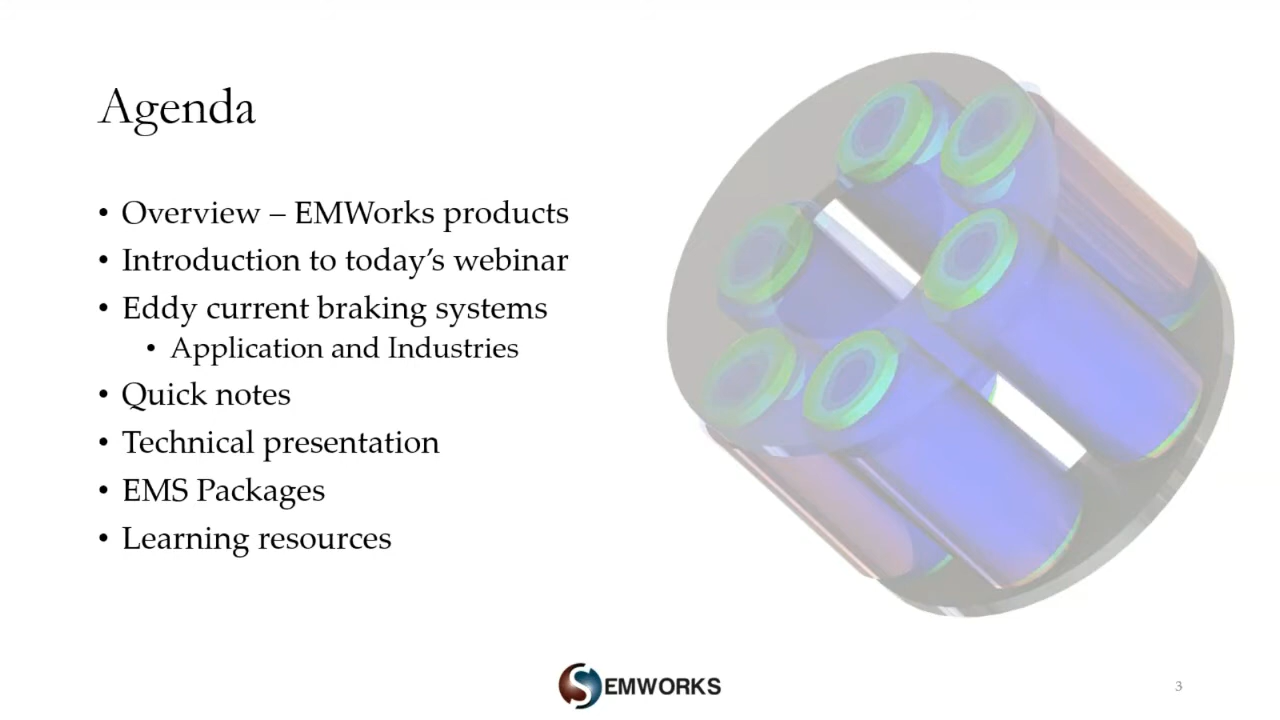 Agenda
• Overview – EMWorks products
• Introduction to today’s webinar
• Eddy current braking systems
• Application and Industries
• Quick notes
• Technical presentation
• EMS Packages
• Learning resources
EMWORKS
3